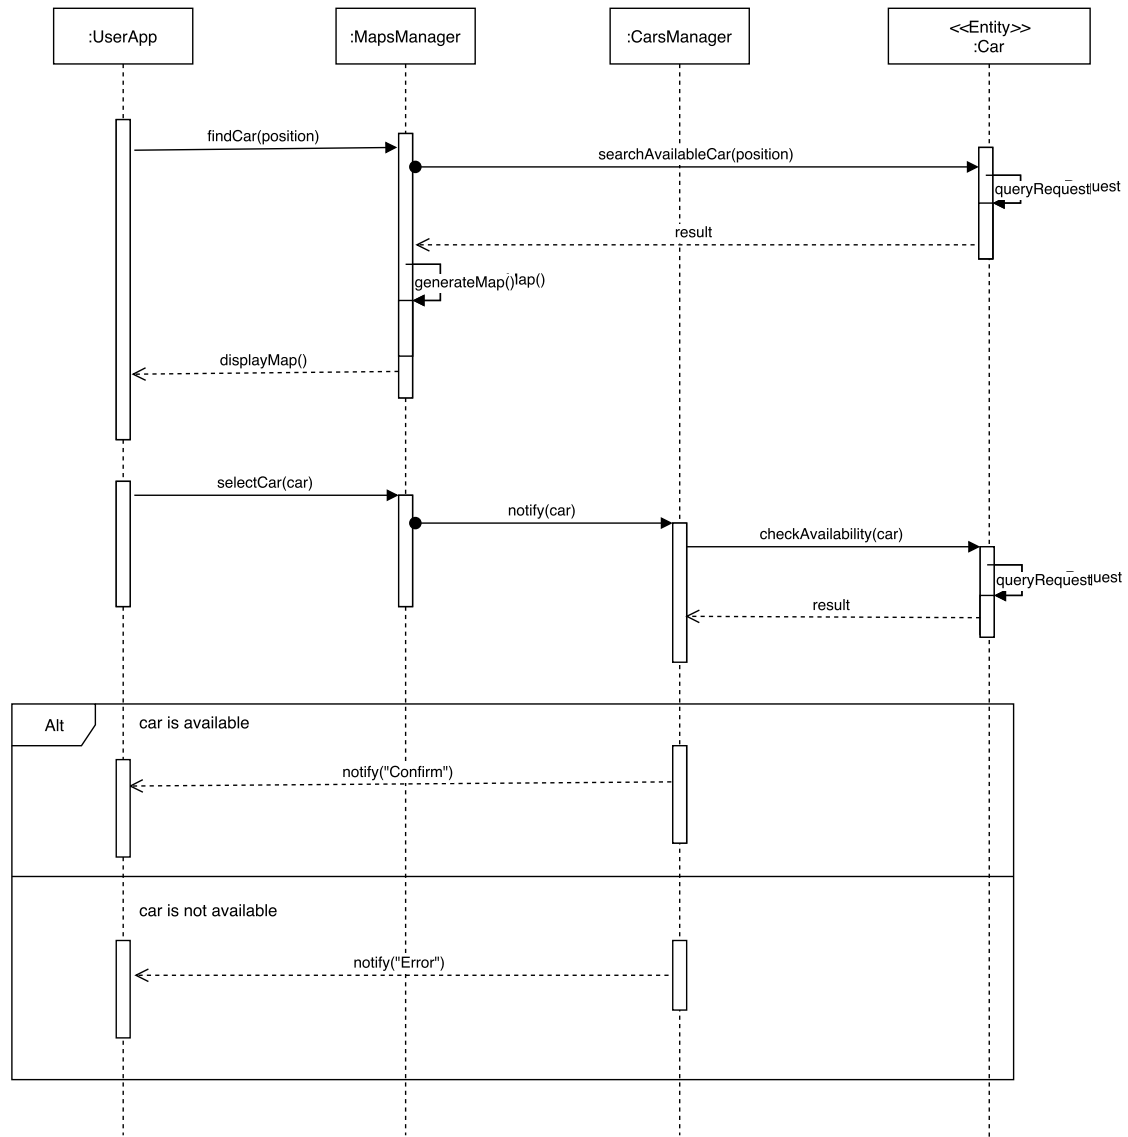 :UserApp
:MapsManager
:CarsManager
<<Entity>>
:Car
findCar(position)
searchAvailableCar(position)
queryRequest
result
generateMap()
displayMap()
selectCar(car)
notify(car)
checkAvailability(car)
queryRequest
result
Alt
car is available
notify("Confirm")
car is not available
notify("Error")